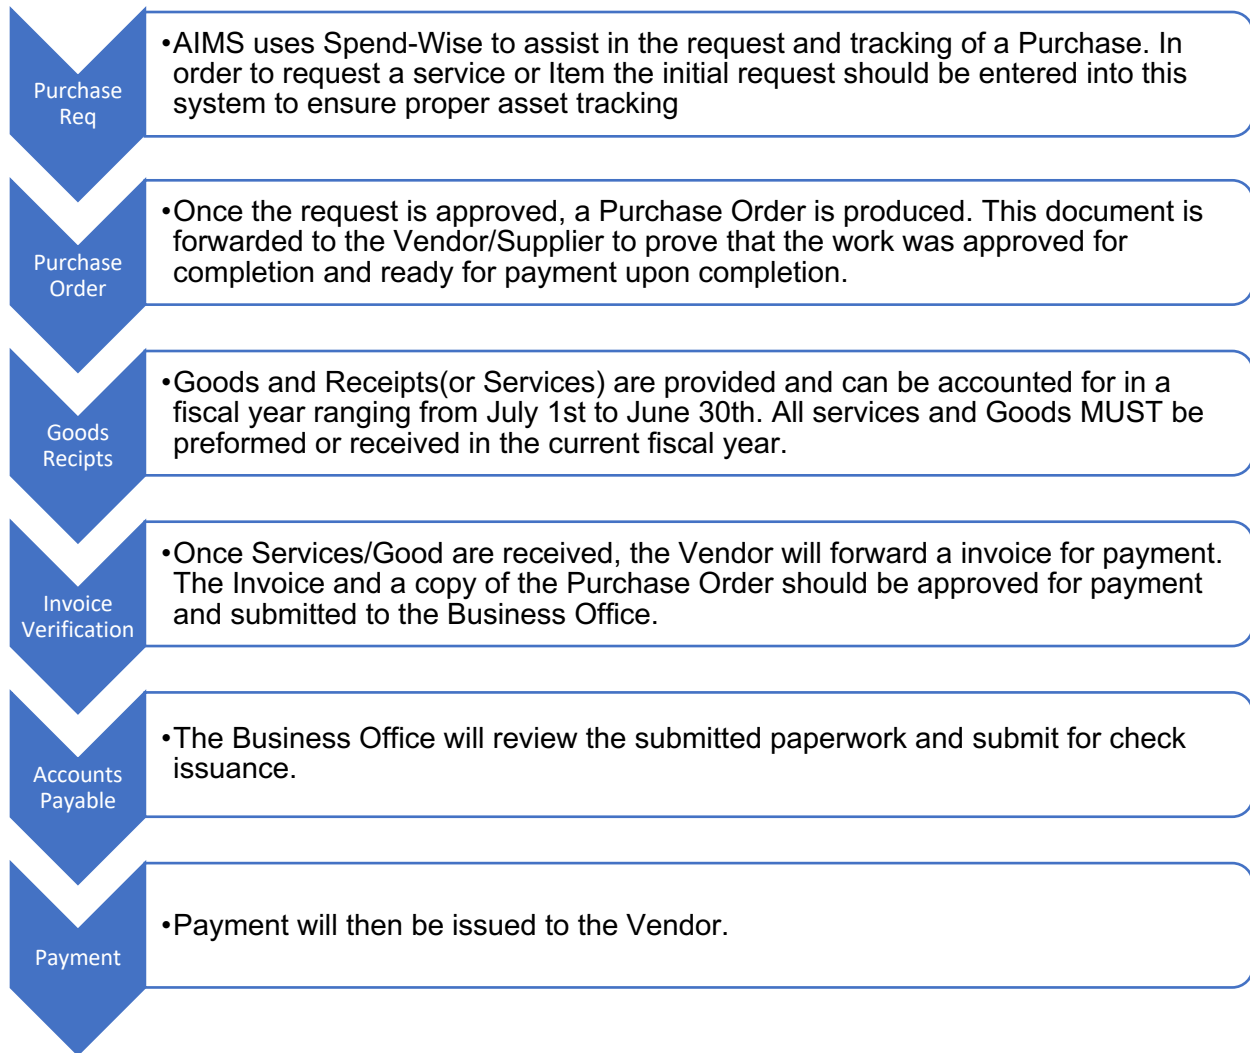 Purchase
Req
•AIMS uses Spend-Wise to assist in the request and tracking of a Purchase. In
order to request a service or Item the initial request should be entered into this
system to ensure proper asset tracking
Purchase
Order
•Once the request is approved, a Purchase Order is produced. This document is
forwarded to the Vendor/Supplier to prove that the work was approved for
completion and ready for payment upon completion.
Goods
Recipts
•Goods and Receipts(or Services) are provided and can be accounted for in a
fiscal year ranging from July 1st to June 30th. All services and Goods MUST be
preformed or received in the current fiscal year.
Invoice
Verification
•Once Services/Good are received, the Vendor will forward a invoice for payment.
The Invoice and a copy of the Purchase Order should be approved for payment
and submitted to the Business Office.
Accounts
Payable
•The Business Office will review the submitted paperwork and submit for check
issuance.
Payment
•Payment will then be issued to the Vendor.